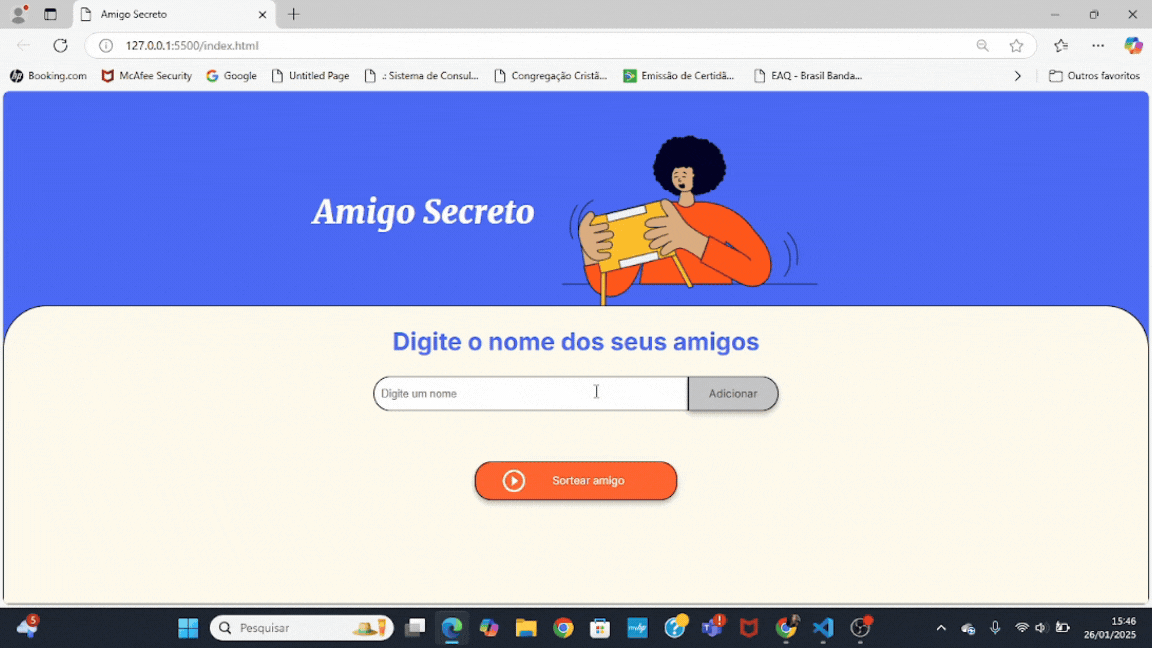 Amigo Secreto
127.0.0.1:5500/index.html
Booking.com
McAfee Security
Google
Untitled Page
.: Sistema de Consul...
Congregação Cristã...
Emissão de Certidã...
EAQ - Brasil Banda...
Outros favoritos
Amigo Secreto
Digite o nome dos seus amigos
Digite um nome
Adicionar
Sortear amigo
5
Pesquisar
15:46
26/01/2025